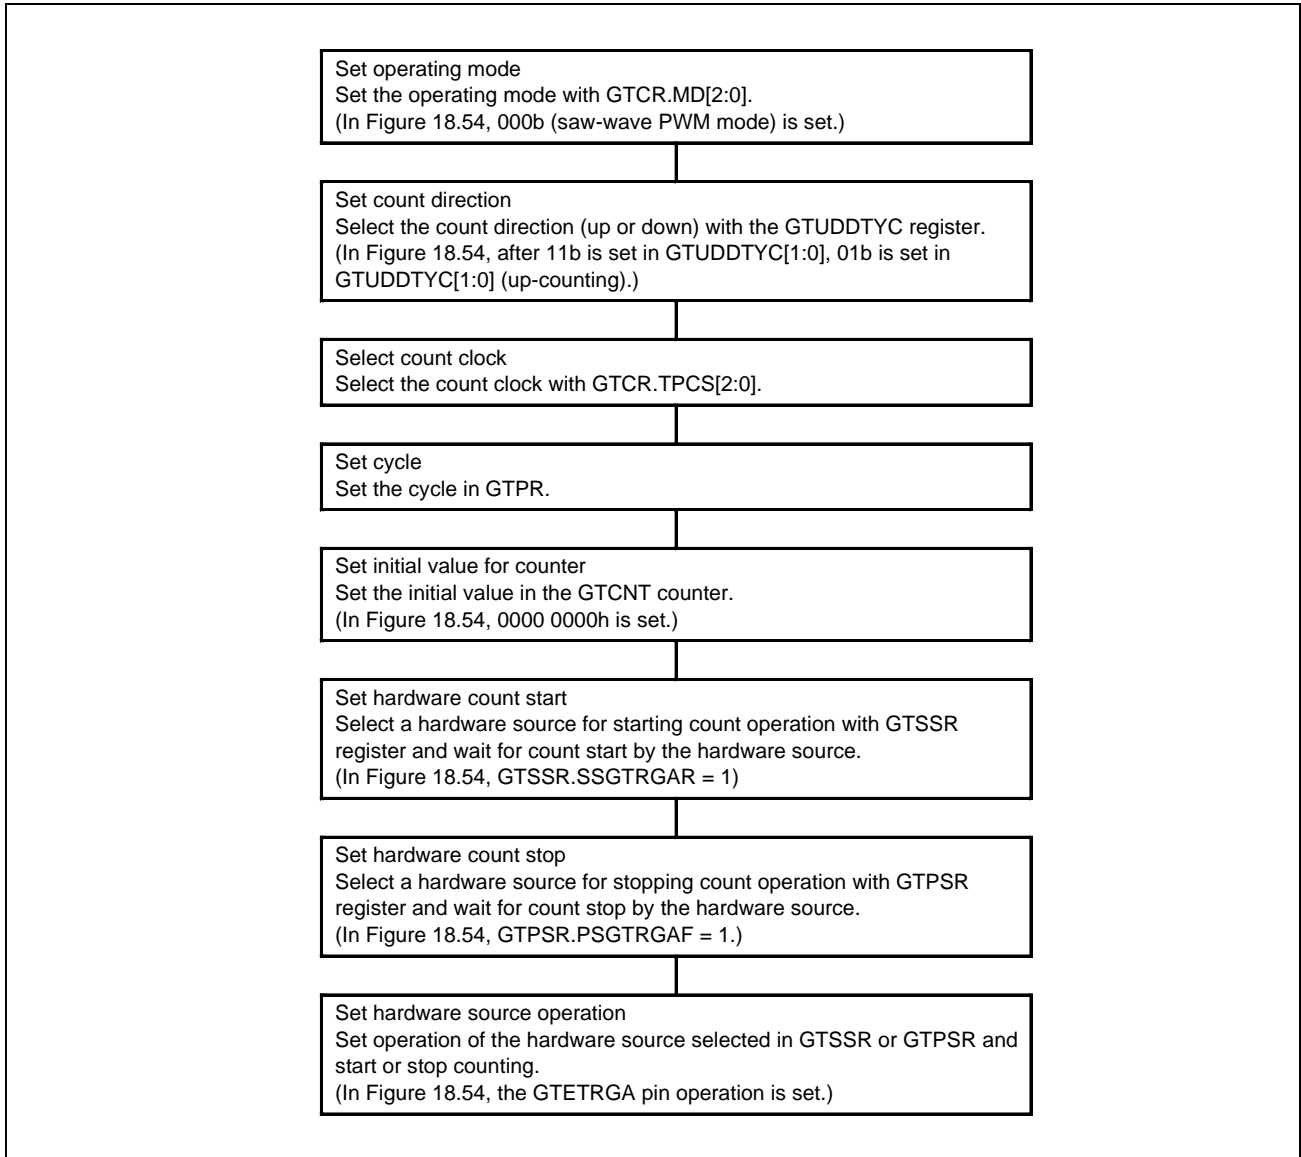 Set operating mode
Set the operating mode with GTCR.MD[2:0].
(In Figure 18.54, 000b (saw-wave PWM mode) is set.)
Set count direction
Select the count direction (up or down) with the GTUDDTYC register.
(In Figure 18.54, after 11b is set in GTUDDTYC[1:0], 01b is set in
GTUDDTYC[1:0] (up-counting).)
Select count clock
Select the count clock with GTCR.TPCS[2:0].
Set cycle
Set the cycle in GTPR.
Set initial value for counter
Set the initial value in the GTCNT counter.
(In Figure 18.54, 0000 0000h is set.)
Set hardware count start
Select a hardware source for starting count operation with GTSSR
register and wait for count start by the hardware source.
(In Figure 18.54, GTSSR.SSGTRGAR = 1)
Set hardware count stop
Select a hardware source for stopping count operation with GTPSR
register and wait for count stop by the hardware source.
(In Figure 18.54, GTPSR.PSGTRGAF = 1.)
Set hardware source operation
Set operation of the hardware source selected in GTSSR or GTPSR and
start or stop counting.
(In Figure 18.54, the GTETRGA pin operation is set.)